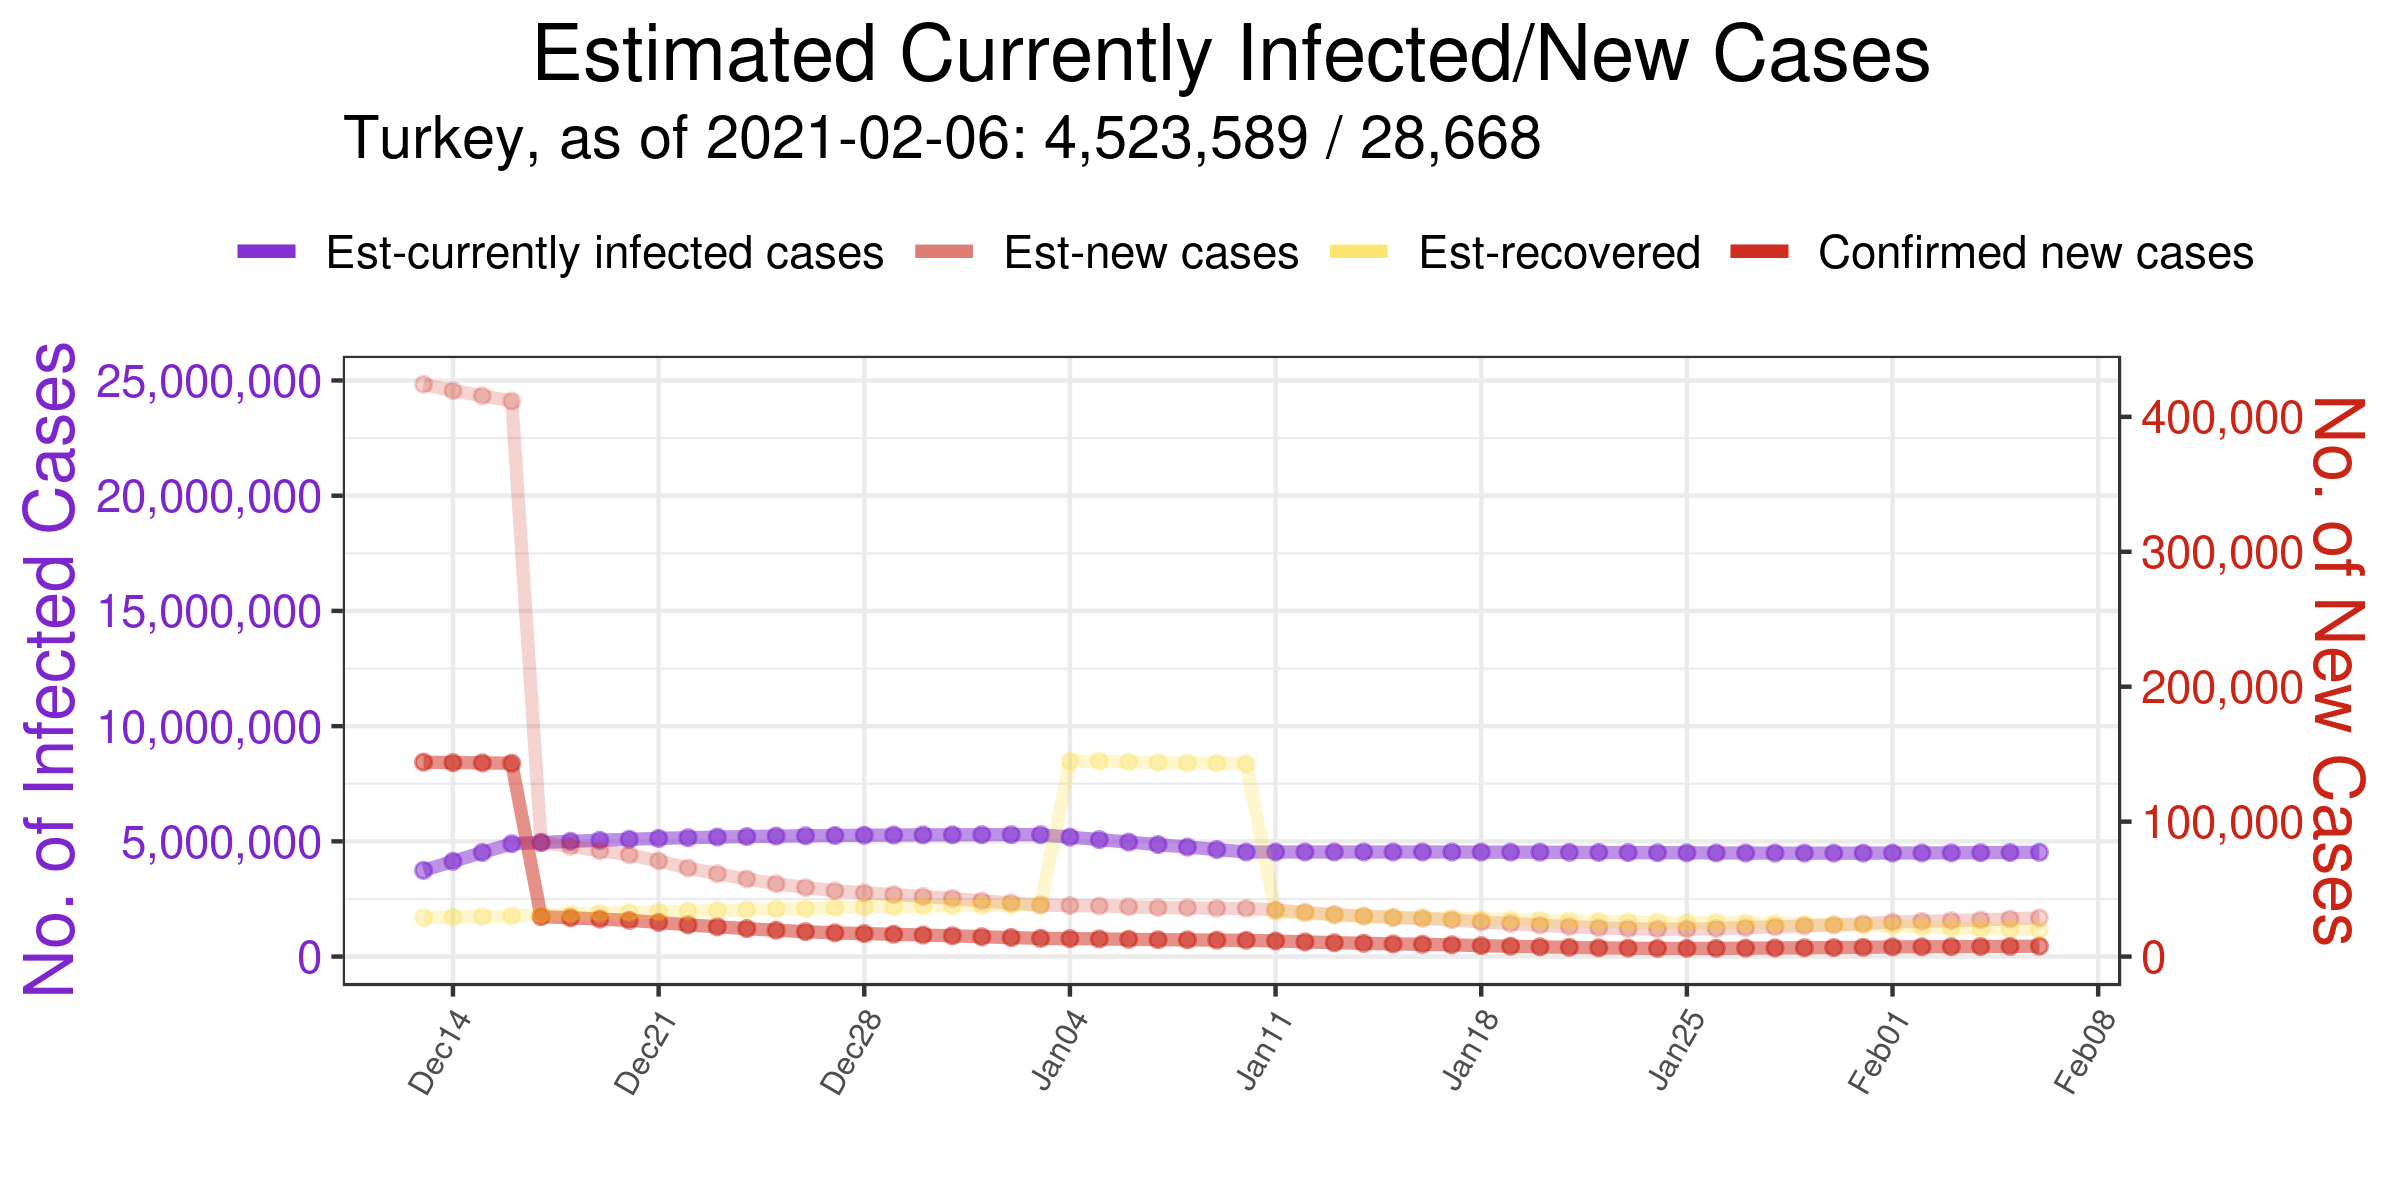 Estimated Currently Infected/New Cases
Turkey, as of 2021-02-06: 4,523,589 / 28,668
Est-currently infected cases Est-new cases Est-recovered Confirmed new cases
No. of Infected Cases
25,000,000
20,000,000
15,000,000
10,000,000
5,000,000
0
400,000
300,000
200,000
100,000
0
No. of New Cases
Dec14 Dec21 Dec28 Jan04 Jan11 Jan18 Jan25 Feb01 Feb08